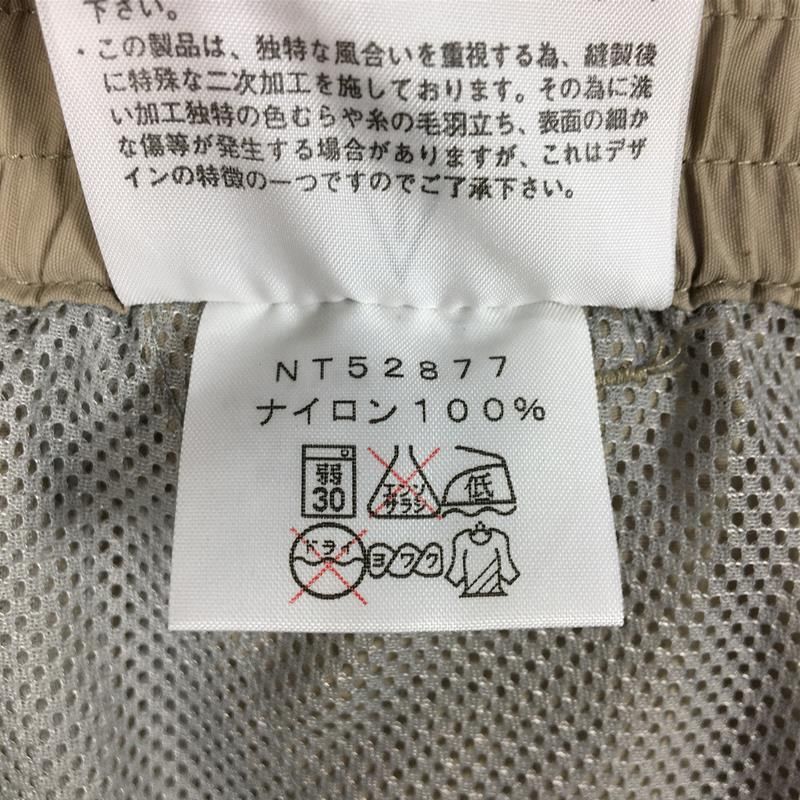 下さい。
・この製品は、独特な風合いを重視する為、縫製後
に特殊な二次加工を施しております。その為に洗
い加工独特の色むらや糸の毛羽立ち、表面の細か
な傷等が発生する場合がありますが、これはデザ
インの特徴の一つですのでご了承下さい。
NT52877
ナイロン100%
弱
30
エンソ
サラシ
低
ドライ
ヨワク